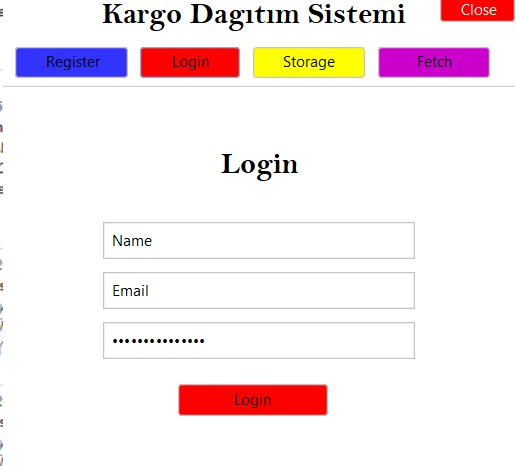 Kargo Dagıtım Sistemi
Close
Register
Login
Storage
Fetch
Login
Name
Email
•••••••••••••••
Login